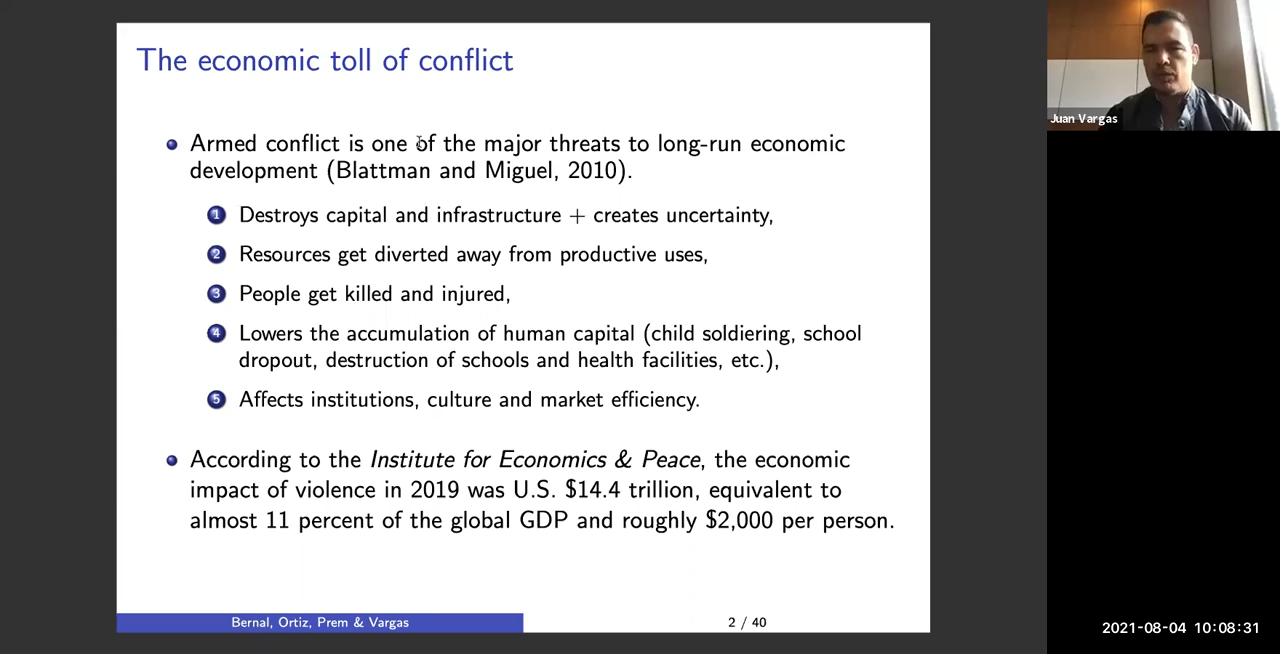 The economic toll of conflict
Armed conflict is one of the major threats to long-run economic
development (Blattman and Miguel, 2010).
1 Destroys capital and infrastructure + creates uncertainty,
2 Resources get diverted away from productive uses,
3 People get killed and injured,
4 Lowers the accumulation of human capital (child soldiering, school
dropout, destruction of schools and health facilities, etc.),
5 Affects institutions, culture and market efficiency.
According to the Institute for Economics & Peace, the economic
impact of violence in 2019 was U.S. $14.4 trillion, equivalent to
almost 11 percent of the global GDP and roughly $2,000 per person.
Bernal, Ortiz, Prem & Vargas
2 / 40
Juan Vargas
2021-08-04 10:08:31